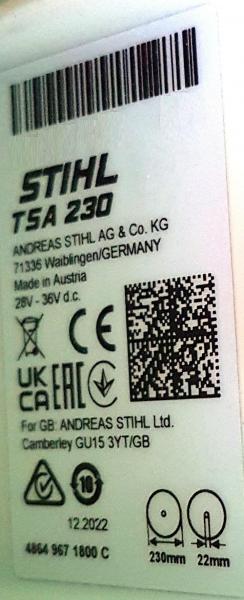 STIHL
TSA 230
ANDREAS STIHL AG & Co. KG
71336 Waiblingen/GERMANY
Made in Austria
28V - 36V d.c.
CE
UK
CA
EAC
For GB: ANDREAS STIHL Ltd.
Camberley GU15 3YT/GB
10
12.2022
4864 967 1800 C
230mm
22mm